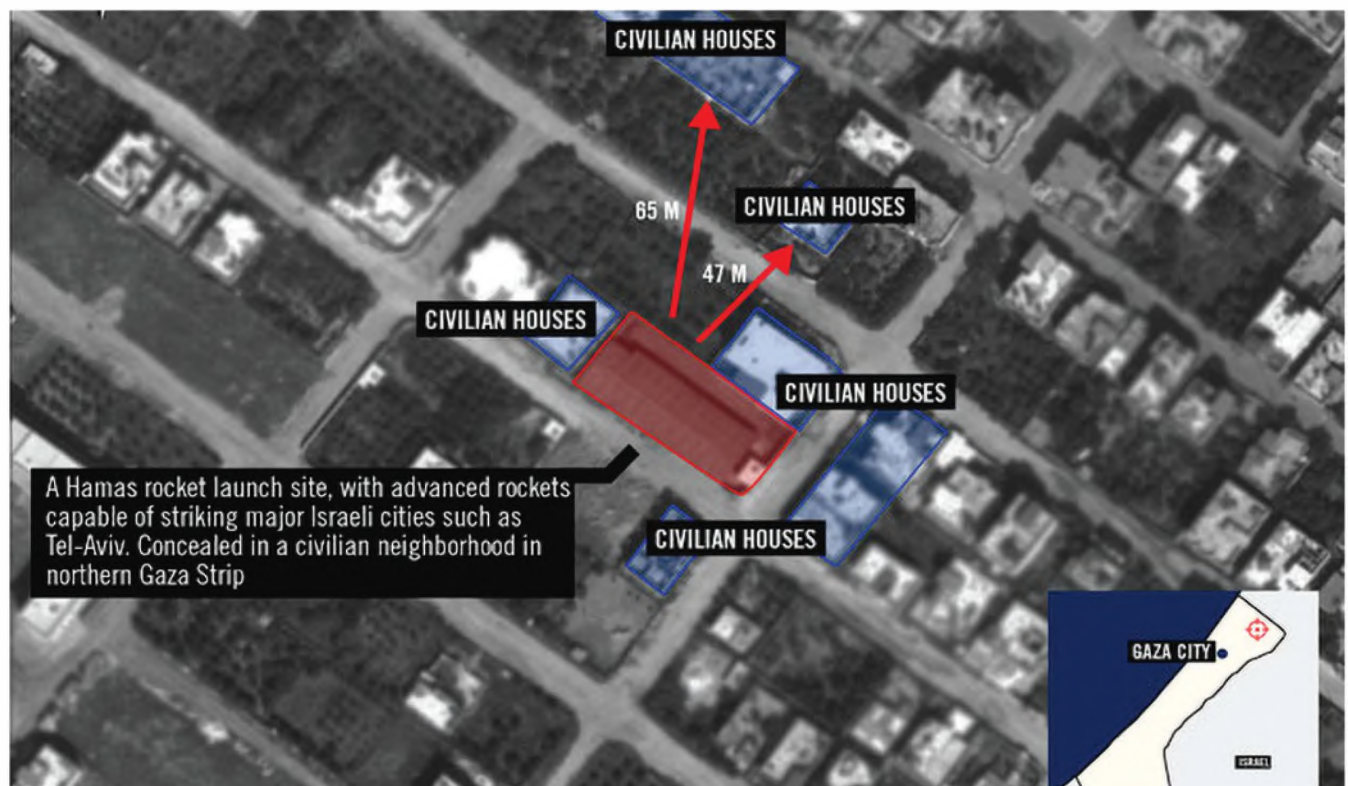 CIVILIAN HOUSES
65 M
CIVILIAN HOUSES
47 M
CIVILIAN HOUSES
CIVILIAN HOUSES
A Hamas rocket launch site, with advanced rockets
capable of striking major Israeli cities such as
Tel-Aviv. Concealed in a civilian neighborhood in
northern Gaza Strip
CIVILIAN HOUSES
GAZA CITY
ISRAEL